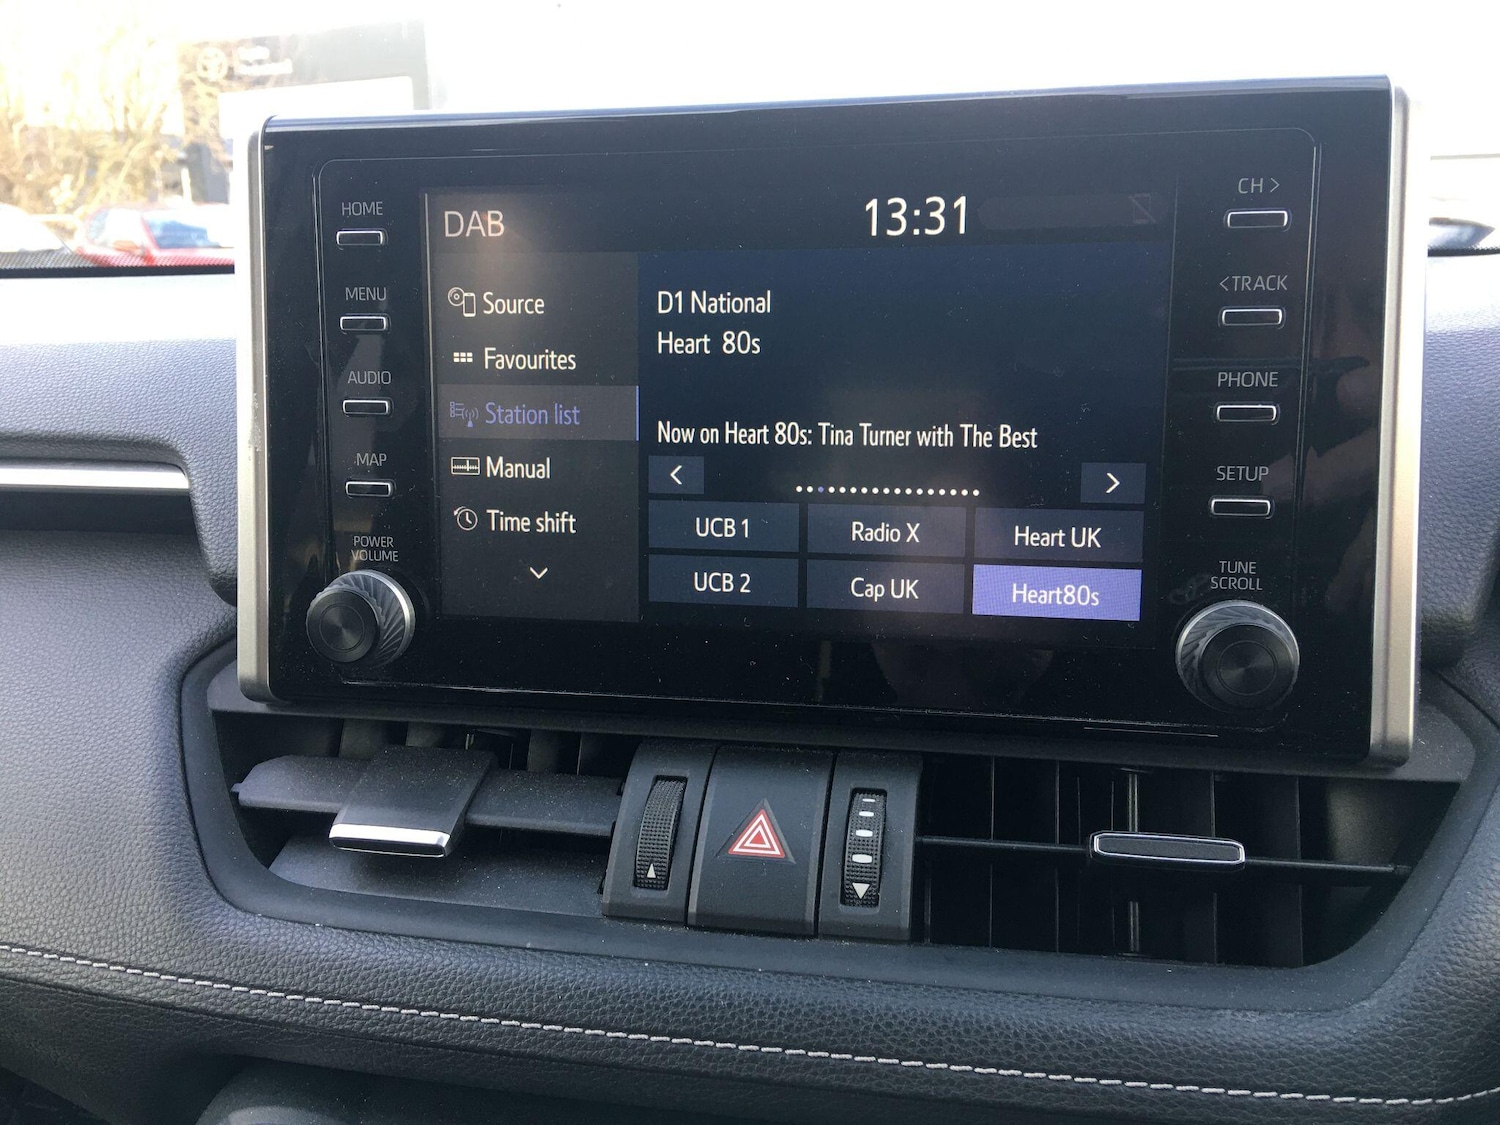 HOME
MENU
AUDIO
MAP
POWER
VOLUME
DAB
13:31
Source
Favourites
Station list
Manual
Time shift
D1 National
Heart 80s
Now on Heart 80s: Tina Turner with The Best
<
>
UCB 1
Radio X
Heart UK
UCB 2
Cap UK
Heart80s
CH >
<TRACK
PHONE
SETUP
TUNE
SCROLL